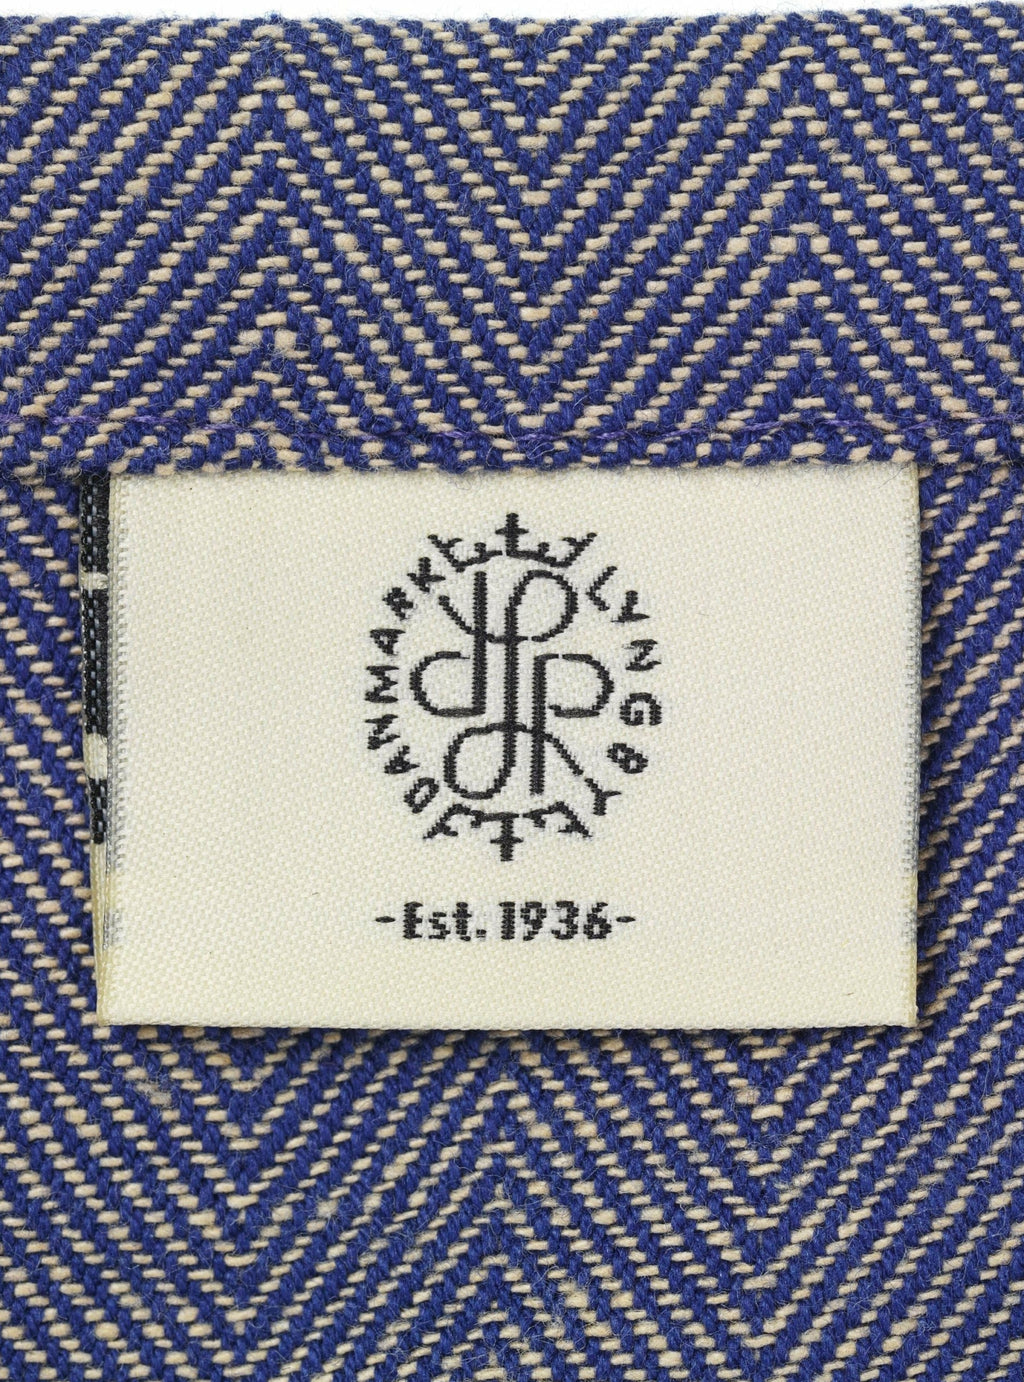 LYNGBY
DANMARK
-Est. 1936-